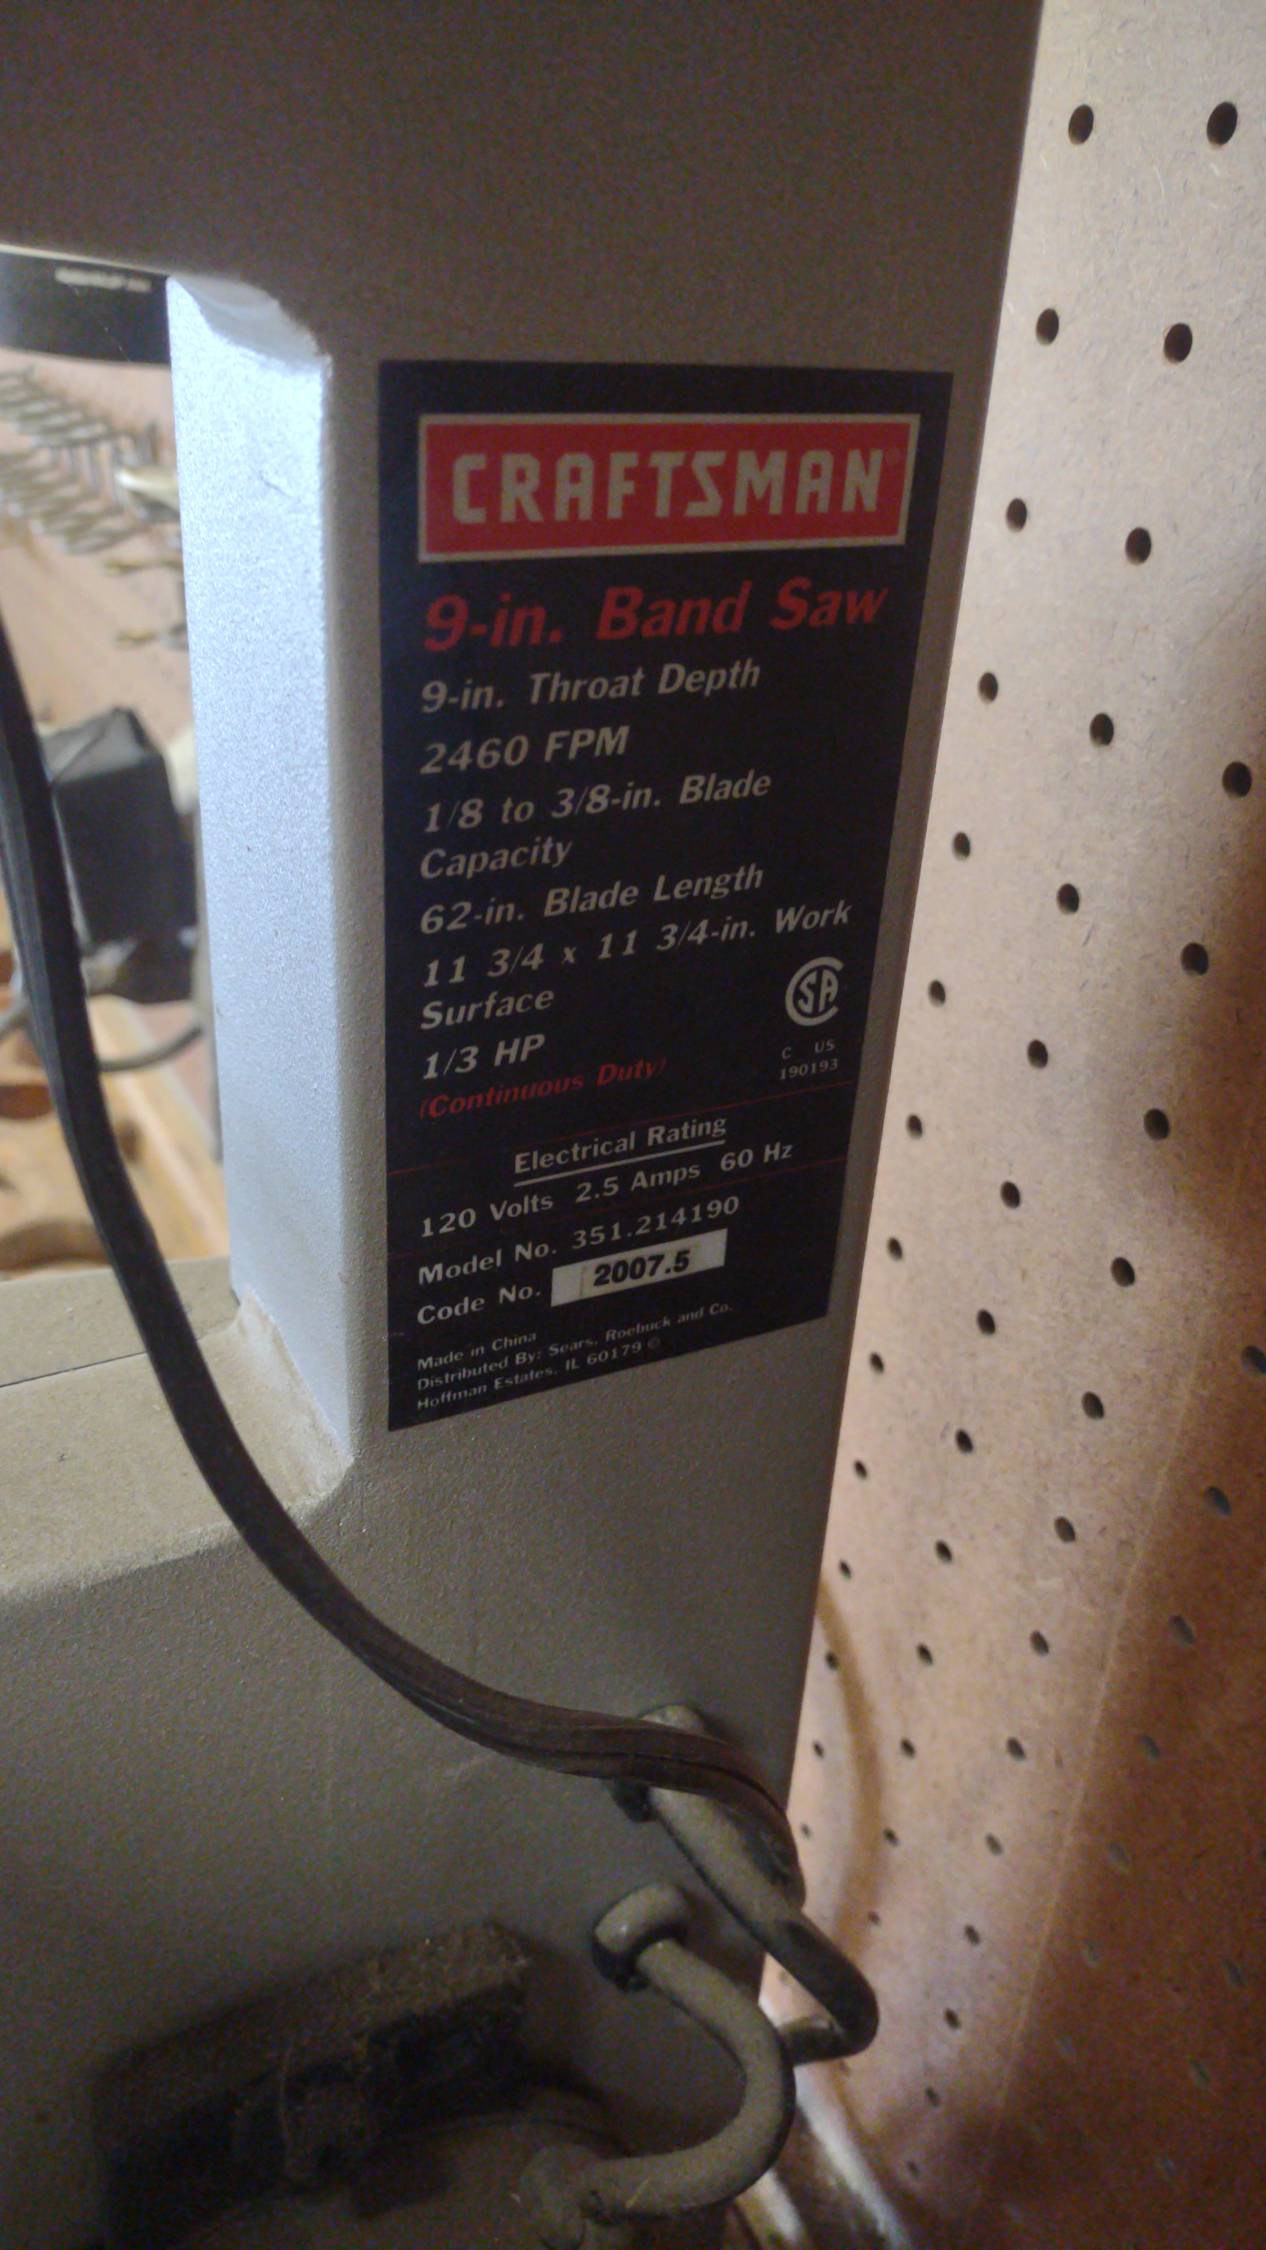 CRAFTSMAN®
9-in. Band Saw
9-in. Throat Depth
2460 FPM
1/8 to 3/8-in. Blade
Capacity
62-in. Blade Length
11 3/4 x 11 3/4-in. Work
Surface
1/3 HP
(Continuous Duty)
CSA
C US
190193
Electrical Rating
120 Volts 2.5 Amps 60 Hz
Model No. 351.214190
Code No. 2007.5
Made in China
Distributed By: Sears, Roebuck and Co.
Hoffman Estates, IL 60179 ©